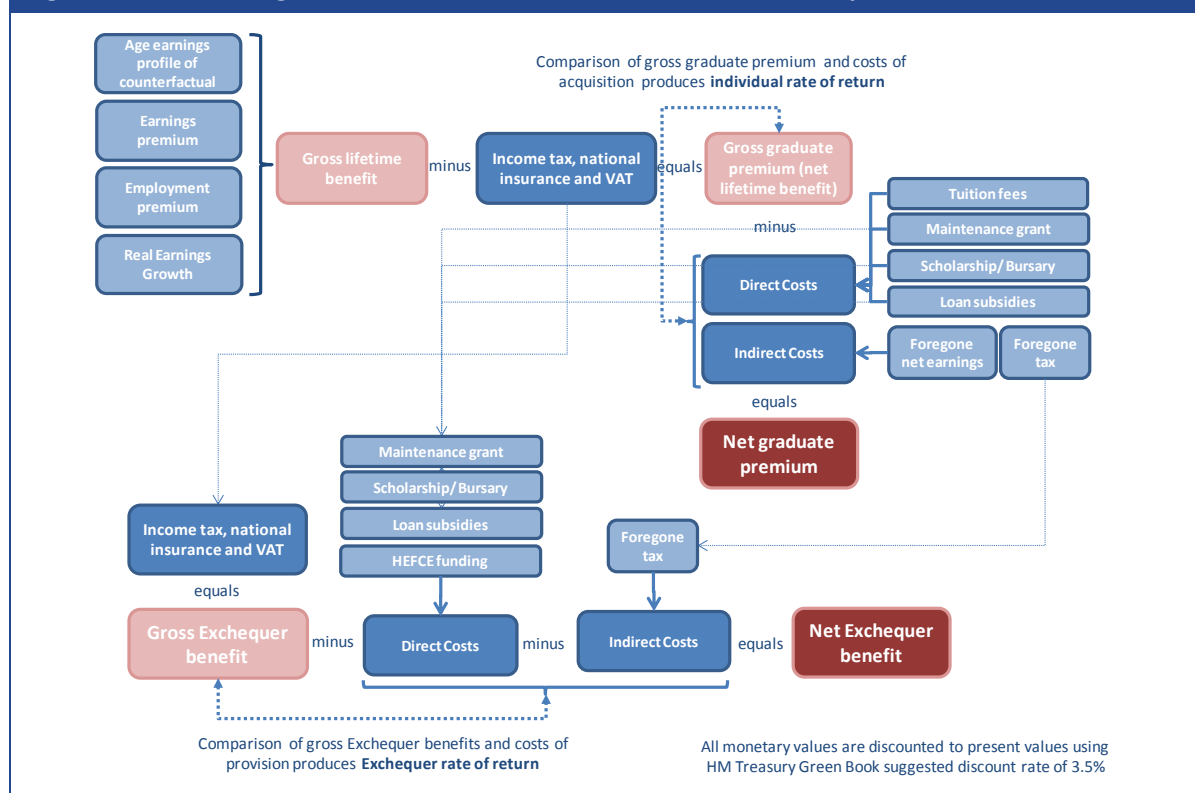 Age earnings
profile of
counterfactual
Earnings
premium
Employment
premium
Real Earnings
Growth
Gross lifetime
benefit
minus
Income tax, national
insurance and VAT
equals
Gross graduate
premium (net
lifetime benefit)
Comparison of gross graduate premium and costs of
acquisition produces individual rate of return
minus
Tuition fees
Maintenance grant
Scholarship/ Bursary
Loan subsidies
Direct Costs
Indirect Costs
Foregone
net earnings
Foregone
tax
equals
Net graduate
premium
Maintenance grant
Scholarship/ Bursary
Loan subsidies
HEFCE funding
Income tax, national
insurance and VAT
Foregone
tax
equals
Gross Exchequer
benefit
minus
Direct Costs
minus
Indirect Costs
equals
Net Exchequer
benefit
Comparison of gross Exchequer benefits and costs of
provision produces Exchequer rate of return
All monetary values are discounted to present values using
HM Treasury Green Book suggested discount rate of 3.5%